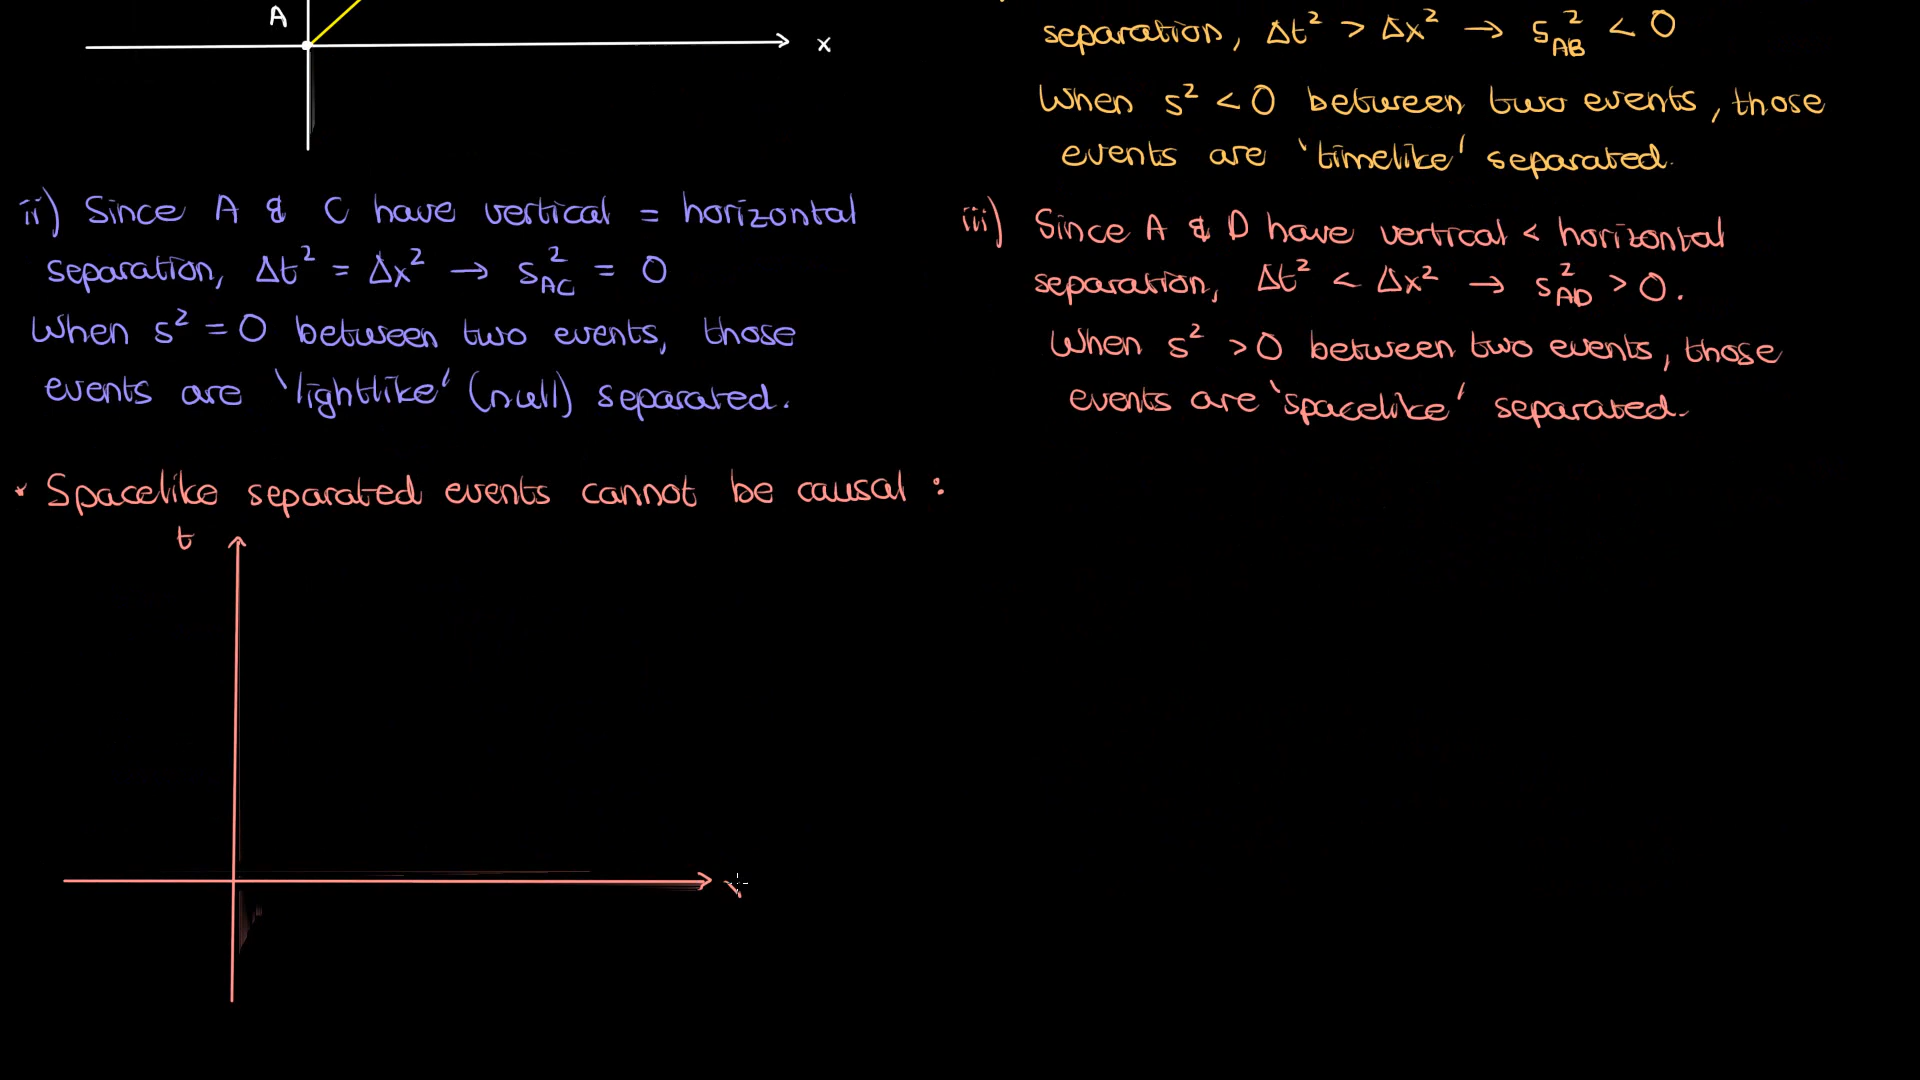 A
x
separation, Δt² > Δx² → s²_AB < 0
When s² < 0 between two events, those
events are 'timelike' separated.
ii) Since A & C have vertical = horizontal
separation, Δt² = Δx² → s²_AC = 0
When s² = 0 between two events, those
events are 'lightlike' (null) separated.
iii) Since A & D have vertical < horizontal
separation, Δt² < Δx² → s²_AD > 0.
When s² > 0 between two events, those
events are 'spacelike' separated.
* Spacelike separated events cannot be causal :
t